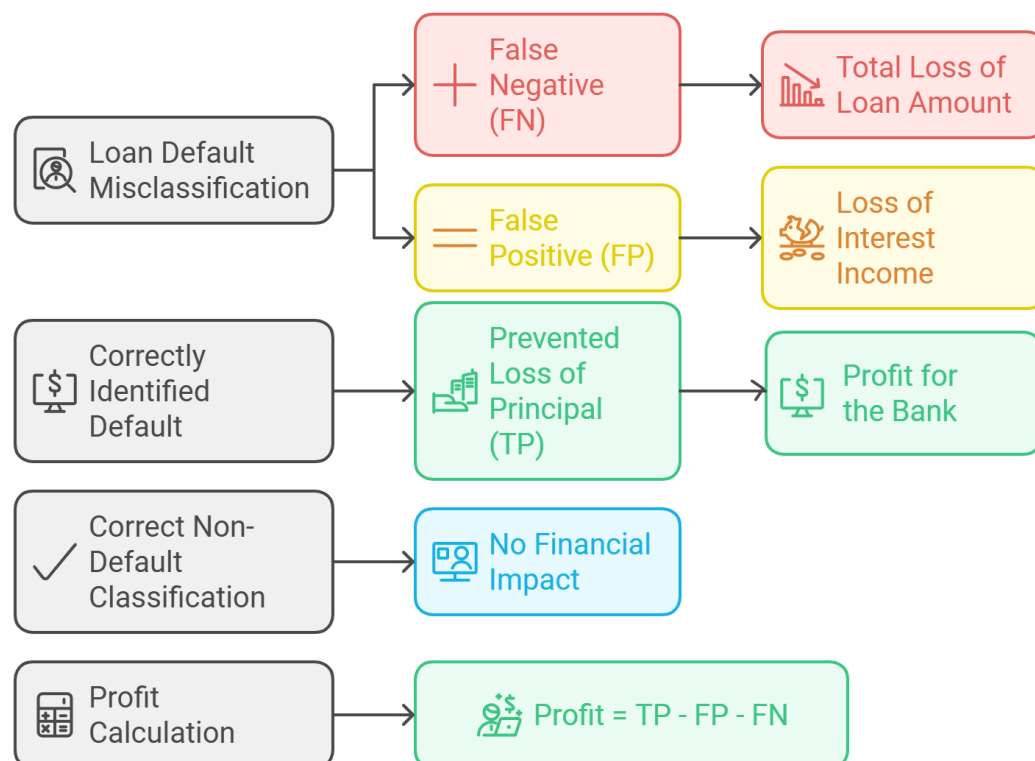 False
Negative
(FN)
Total Loss of
Loan Amount
Loan Default
Misclassification
False
Positive (FP)
Loss of
Interest
Income
Correctly
Identified
Default
Prevented
Loss of
Principal
(TP)
Profit for
the Bank
Correct Non-
Default
Classification
No Financial
Impact
Profit
Calculation
Profit = TP - FP - FN